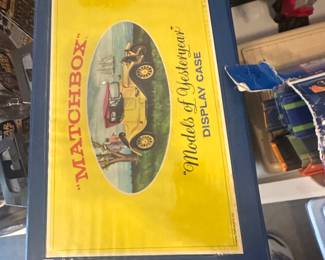 "MATCHBOX"
"Models of Yesteryear"
DISPLAY CASE